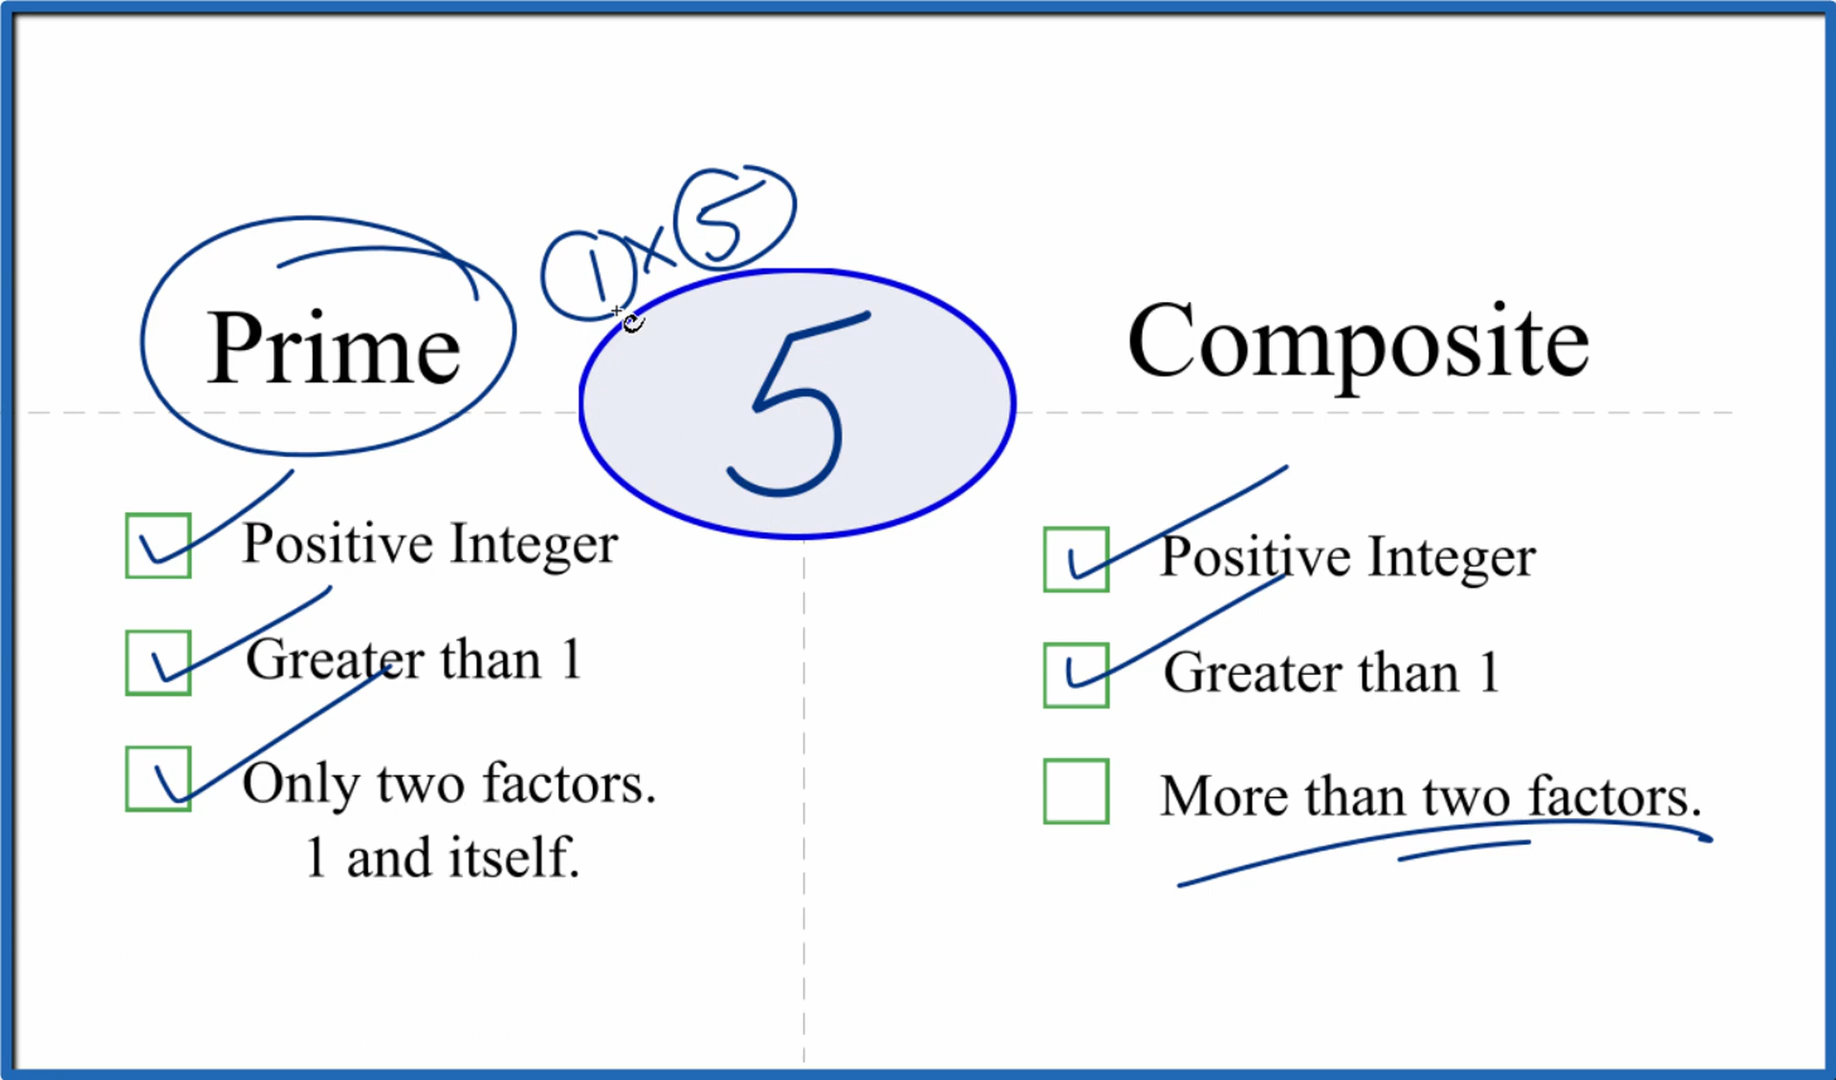 1 x 5
Prime
5
Composite
Positive Integer
Greater than 1
Only two factors.
1 and itself.
Positive Integer
Greater than 1
More than two factors.